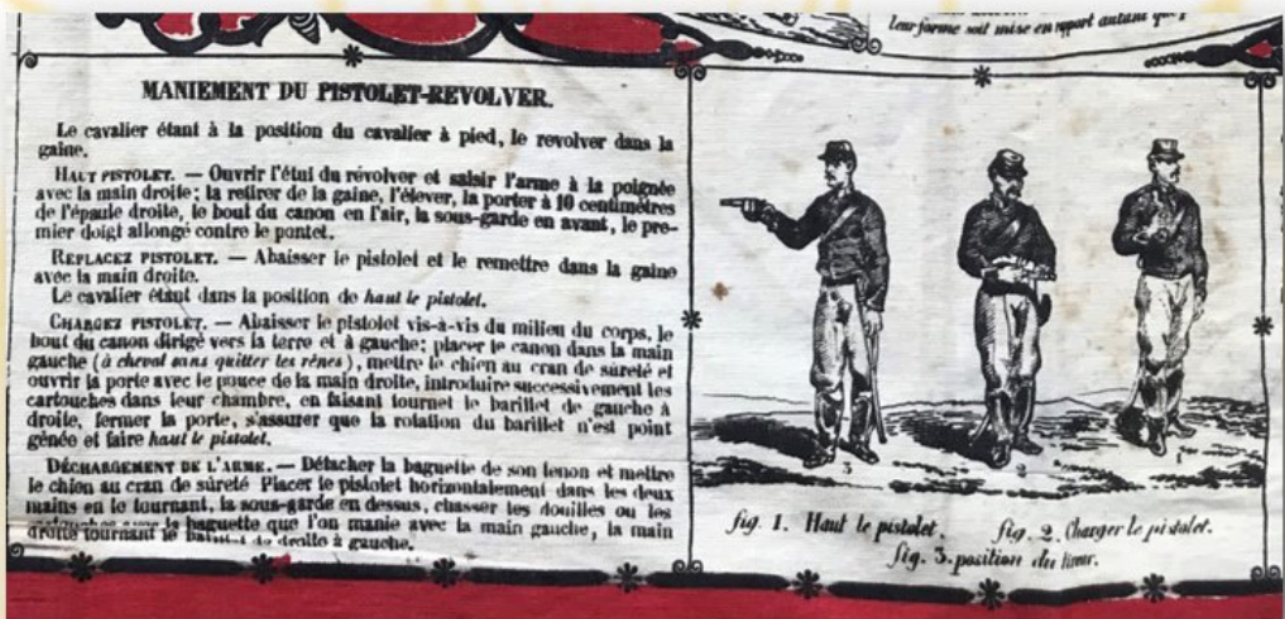 leur forme soit mise en rapport autant que
MANIEMENT DU PISTOLET-REVOLVER.
Le cavalier étant à la position du cavalier à pied, le revolver dans la
gaine.
HAUT PISTOLET. — Ouvrir l'étui du révolver et saisir l'arme à la poignée
avec la main droite; la retirer de la gaine, l'élever, la porter à 10 centimètres
de l'épaule droite, le bout du canon en l'air, la sous-garde en avant, le pre-
mier doigt allongé contre le pontet.
REPLACEZ PISTOLET. — Abaisser le pistolet et le remettre dans la gaine
avec la main droite.
Le cavalier étant dans la position de haut le pistolet.
CHARGEZ PISTOLET. — Abaisser le pistolet vis-à-vis du milieu du corps, le
bout du canon dirigé vers la terre et à gauche; placer le canon dans la main
gauche (à cheval sans quitter les rênes), mettre le chien au cran de sûreté et
ouvrir la porte avec le pouce de la main droite, introduire successivement les
cartouches dans leur chambre, en faisant tournet le barillet de gauche à
droite, fermer la porte, s'assurer que la rotation du barillet n'est point
gênée et faire haut le pistolet.
DÉCHARGEMENT DE L'ARME. — Détacher la baguette de son tenon et mettre
le chien au cran de sûreté Placer le pistolet horizontalement dans les deux
mains en le tournant, la sous-garde en dessus, chasser les douilles ou les
la baguette que l'on manie avec la main gauche, la main
droite tournant le de droite à gauche.
3
2
1
fig. 1. Haut le pistolet. fig. 2. Charger le pistolet.
fig. 3. position du tireur.